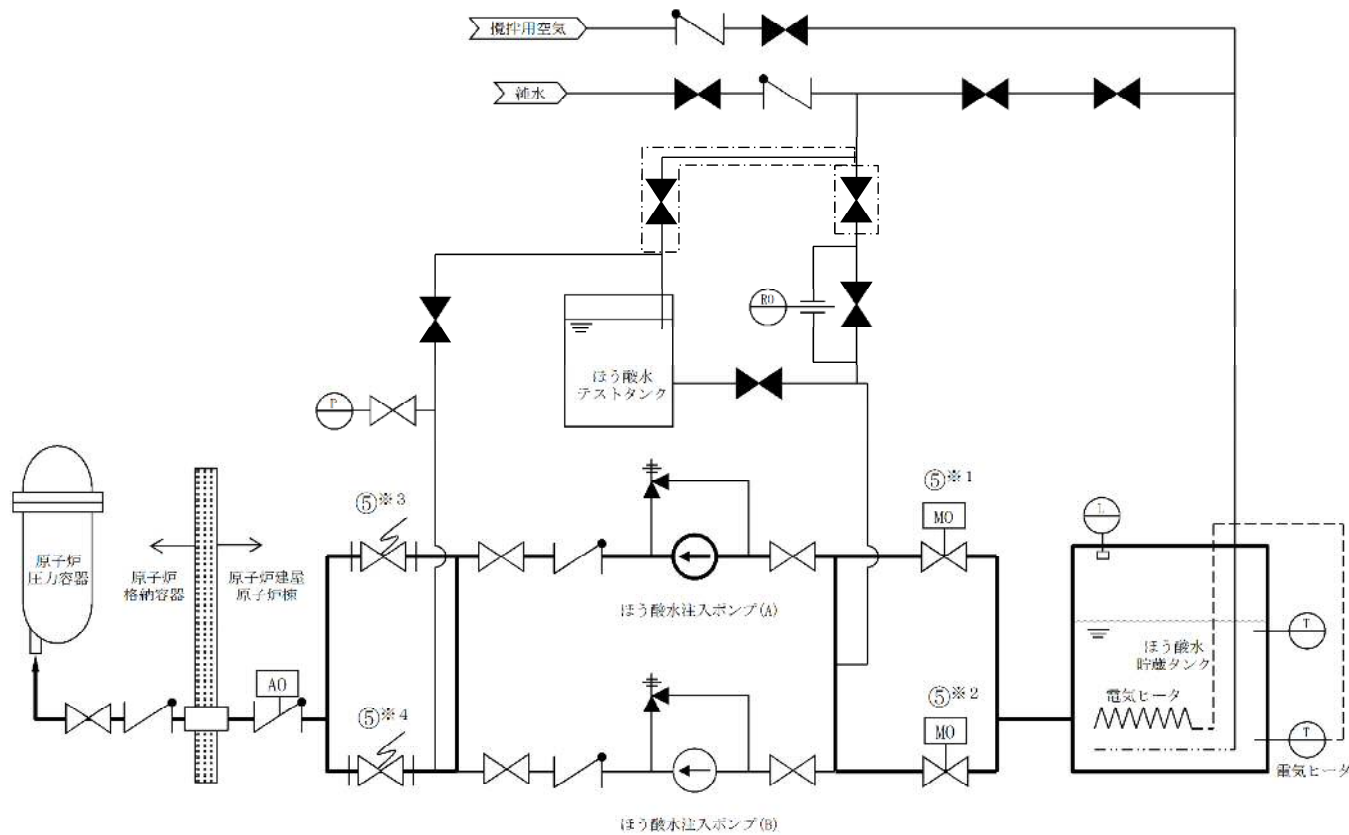 攪拌用空気
純水
RO
ほう酸水
テストタンク
P
⑤※3
⑤※1
MO
L
原子炉
圧力容器
原子炉
格納容器
原子炉建屋
原子炉棟
ほう酸水注入ポンプ(A)
T
ほう酸水
貯蔵タンク
AO
⑤※4
⑤※2
MO
電気ヒータ
T
電気ヒータ
ほう酸水注入ポンプ(B)